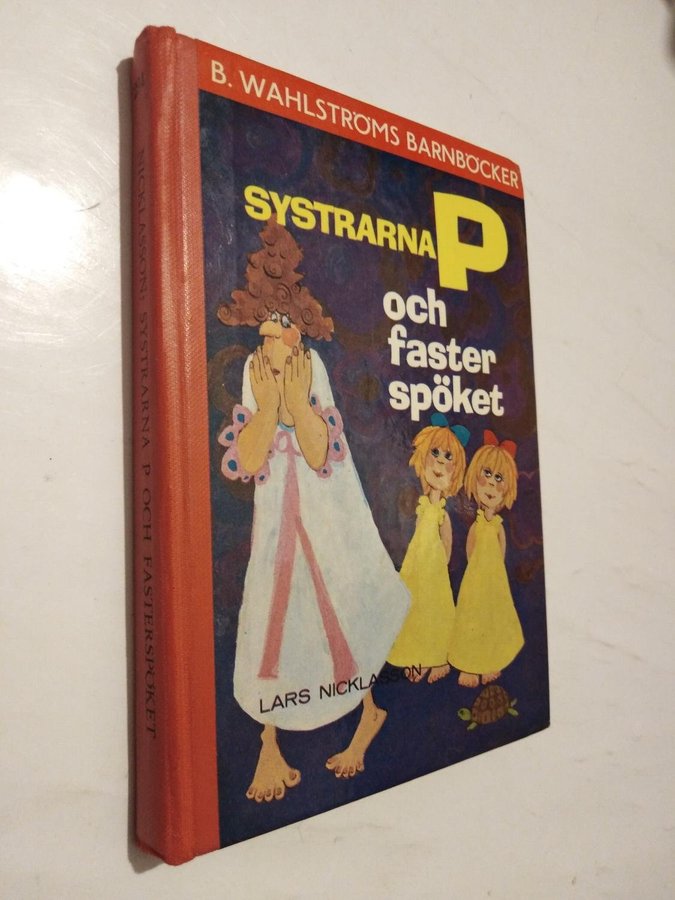 B. WAHLSTRÖMS BARNBÖCKER
SYSTRARNA P
och
faster
spöket
LARS NICKLASSON
NICKLASSON: SYSTRARNA P OCH FASTERSPÖKET